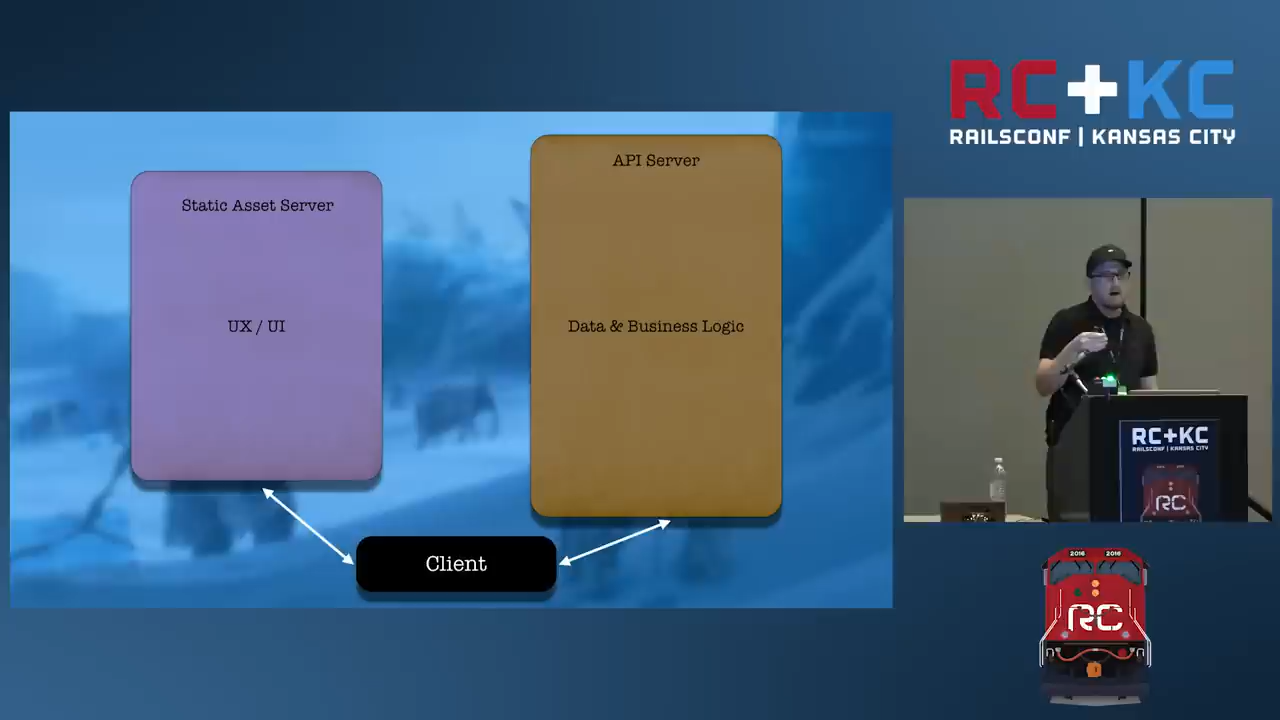 RC+KC
RAILSCONF | KANSAS CITY
API Server
Static Asset Server
UX / UI
Data & Business Logic
Client
RC+KC
RAILSCONF | KANSAS CITY
RC
2016 2016
RC